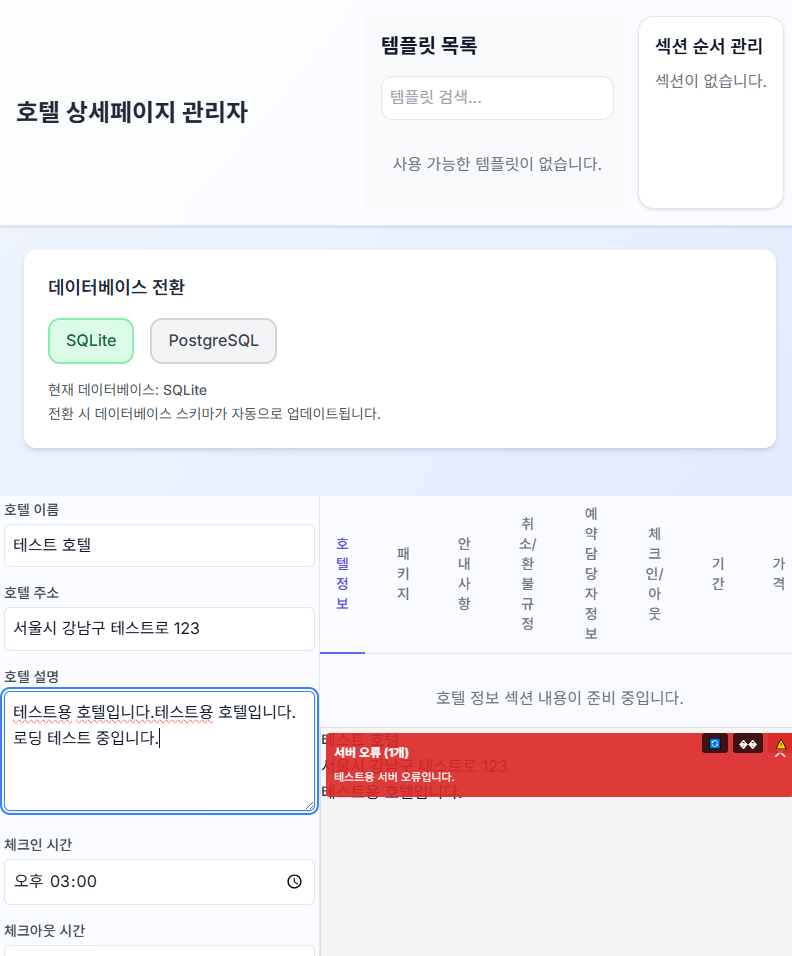 호텔 상세페이지 관리자
템플릿 목록
템플릿 검색...
사용 가능한 템플릿이 없습니다.
섹션 순서 관리
섹션이 없습니다.
데이터베이스 전환
SQLite
PostgreSQL
현재 데이터베이스: SQLite
전환 시 데이터베이스 스키마가 자동으로 업데이트됩니다.
호텔 이름
테스트 호텔
호텔 주소
서울시 강남구 테스트로 123
호텔 설명
테스트용 호텔입니다.테스트용 호텔입니다.
로딩 테스트 중입니다.
체크인 시간
오후 03:00
체크아웃 시간
호텔 정보
패키지
안내사항
취소/환불규정
예약담당자정보
체크인/아웃
기간
가격
호텔 정보 섹션 내용이 준비 중입니다.
테스트 호텔
서버 오류 (1개)
서울시 강남구 테스트로 123
테스트용 서버 오류입니다.
테스트용 호텔입니다.